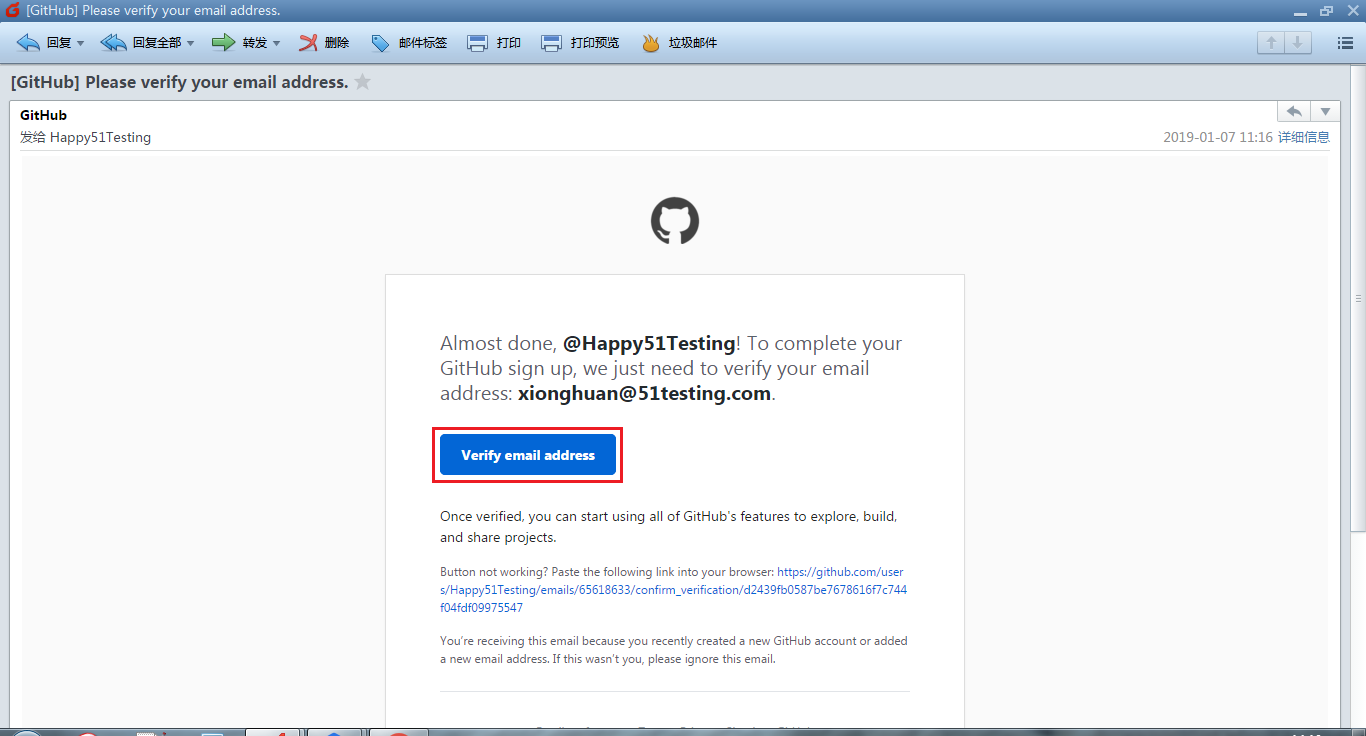 [GitHub] Please verify your email address.
回复 回复全部 转发 删除 邮件标签 打印 打印预览 垃圾邮件
[GitHub] Please verify your email address.
GitHub
发给 Happy51Testing
2019-01-07 11:16 详细信息
Almost done, @Happy51Testing! To complete your
GitHub sign up, we just need to verify your email
address: xionghuan@51testing.com.
Verify email address
Once verified, you can start using all of GitHub's features to explore, build,
and share projects.
Button not working? Paste the following link into your browser: https://github.com/user
s/Happy51Testing/emails/65618633/confirm_verification/d2439fb0587be7678616f7c744
f04fdf09975547
You’re receiving this email because you recently created a new GitHub account or added
a new email address. If this wasn’t you, please ignore this email.